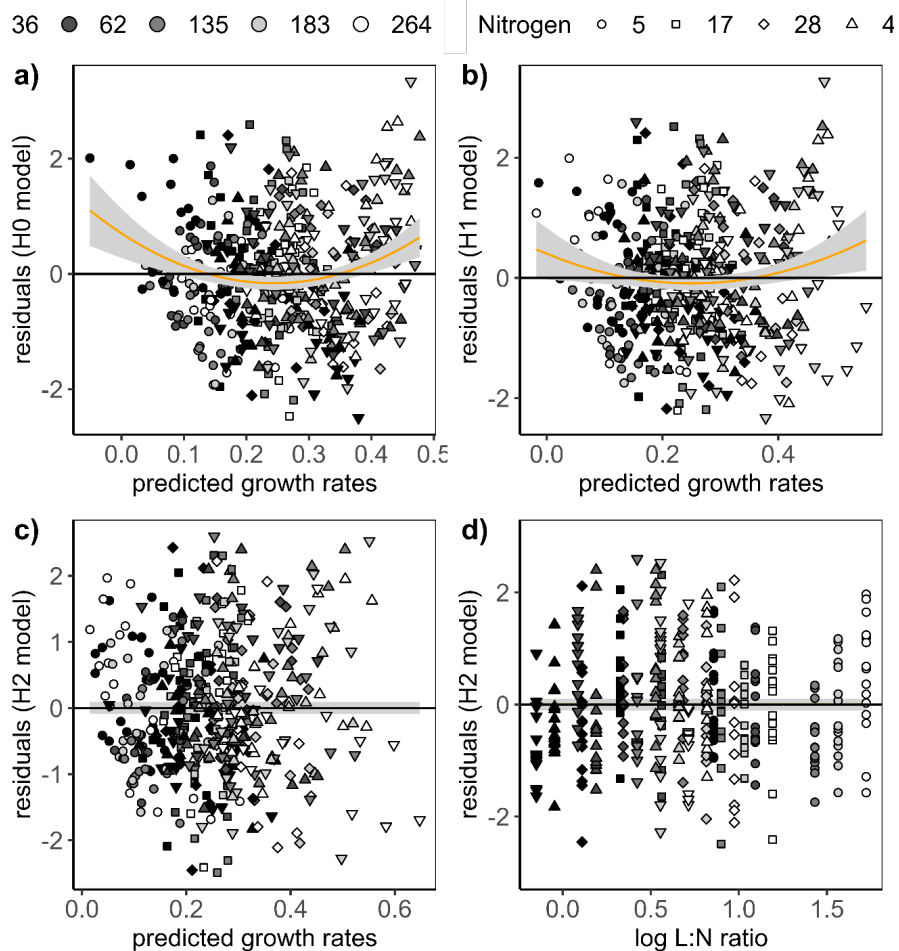 36 62 135 183 264 Nitrogen 5 17 28 4
a) b)
residuals (H0 model)
2
0
-2
0.0 0.1 0.2 0.3 0.4 0.5
predicted growth rates
residuals (H1 model)
2
0
-2
0.0 0.2 0.4
predicted growth rates
c) d)
residuals (H2 model)
2
1
0
-1
-2
0.0 0.2 0.4 0.6
predicted growth rates
residuals (H2 model)
2
0
-2
0.0 0.5 1.0 1.5
log L:N ratio